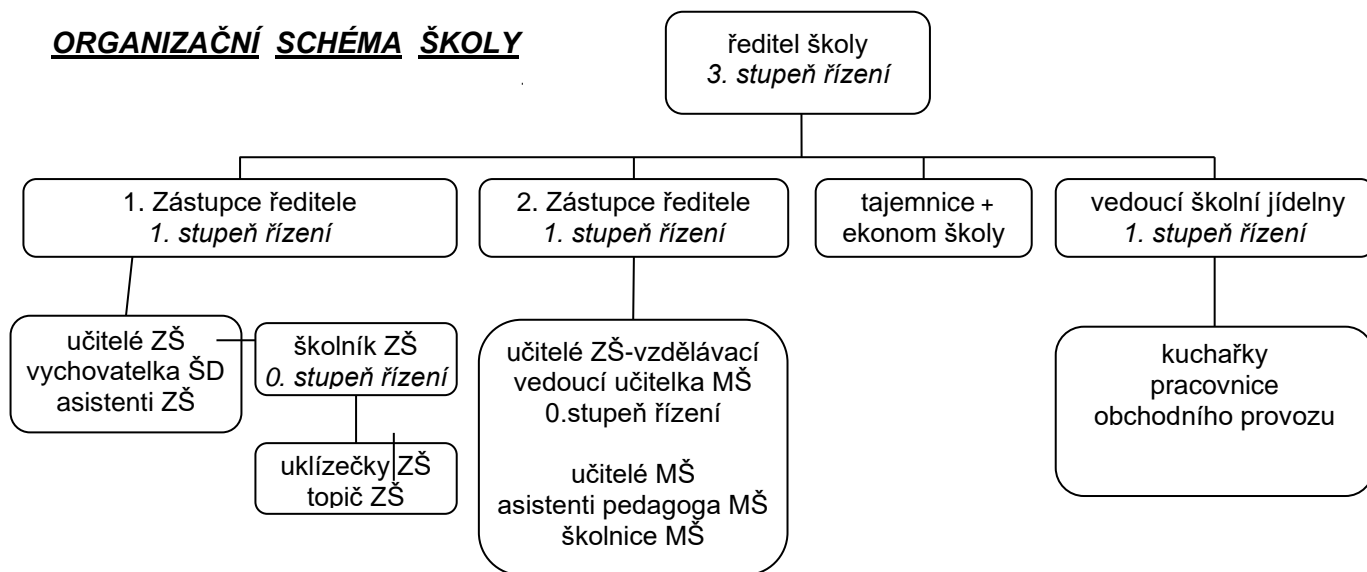 ORGANIZAČNÍ SCHÉMA ŠKOLY
ředitel školy
3. stupeň řízení
1. Zástupce ředitele
1. stupeň řízení
2. Zástupce ředitele
1. stupeň řízení
tajemnice +
ekonom školy
vedoucí školní jídelny
1. stupeň řízení
učitelé ZŠ
vychovatelka ŠD
asistenti ZŠ
školník ZŠ
0. stupeň řízení
uklízečky ZŠ
topič ZŠ
učitelé ZŠ-vzdělávací
vedoucí učitelka MŠ
0.stupeň řízení
učitelé MŠ
asistenti pedagoga MŠ
školnice MŠ
kuchařky
pracovnice
obchodního provozu